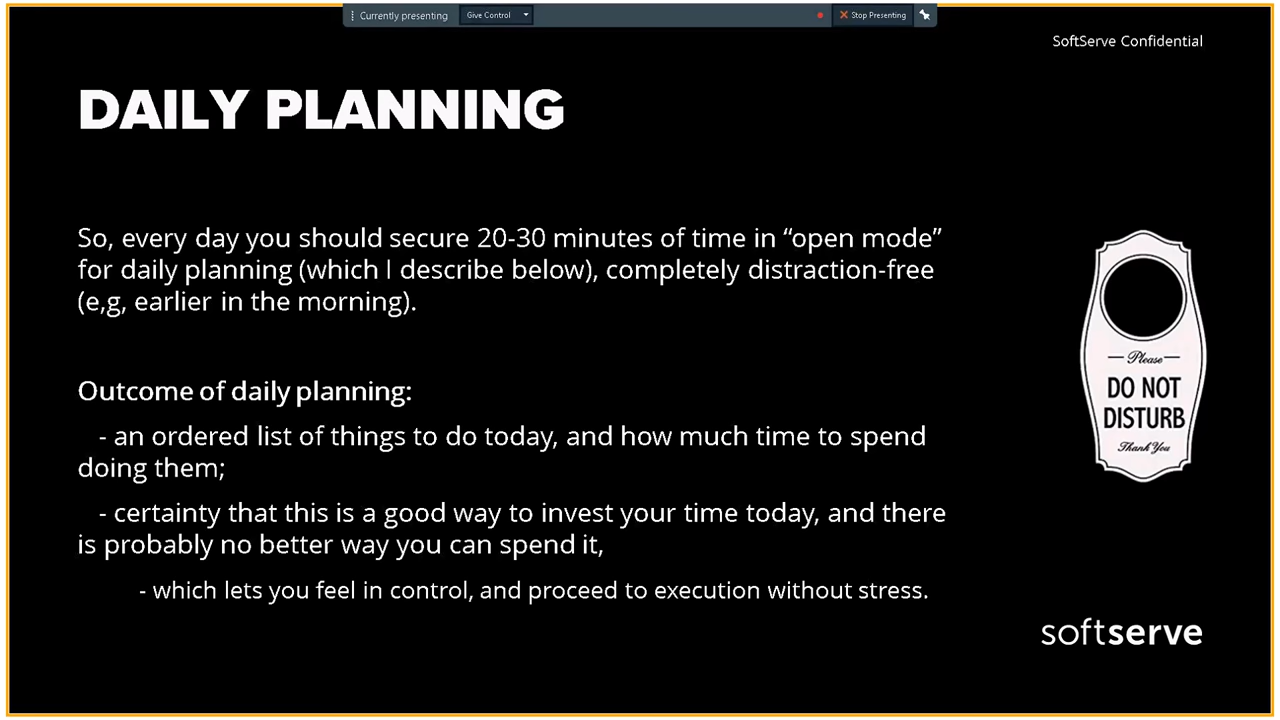 Currently presenting
Give Control
Stop Presenting
SoftServe Confidential
DAILY PLANNING
So, every day you should secure 20-30 minutes of time in “open mode”
for daily planning (which I describe below), completely distraction-free
(e,g, earlier in the morning).
Outcome of daily planning:
- an ordered list of things to do today, and how much time to spend
doing them;
- certainty that this is a good way to invest your time today, and there
is probably no better way you can spend it,
- which lets you feel in control, and proceed to execution without stress.
Please
DO NOT
DISTURB
Thank You
softserve